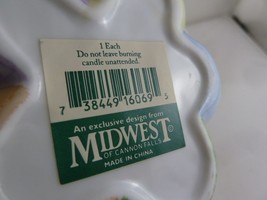 1 Each
Do not leave burning
candle unattended.
7 38449 16069 5
An exclusive design from
MIDWEST
OF CANNON FALLS
MADE IN CHINA